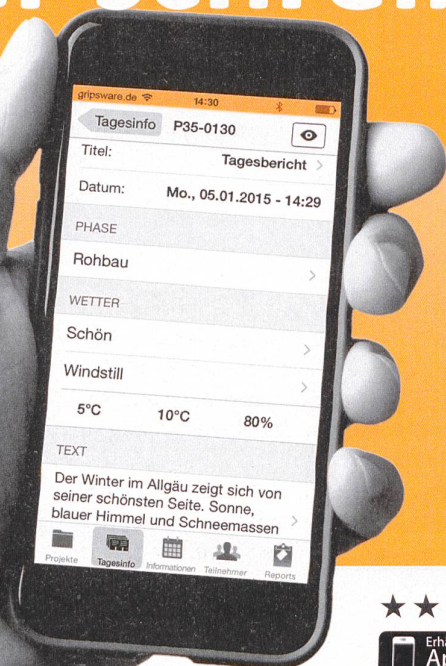 gripsware.de 14:30
Tagesinfo P35-0130
Titel: Tagesbericht
Datum: Mo., 05.01.2015 - 14:29
PHASE
Rohbau
WETTER
Schön
Windstill
5°C 10°C 80%
TEXT
Der Winter im Allgäu zeigt sich von
seiner schönsten Seite. Sonne,
blauer Himmel und Schneemassen
Projekte Tagesinfo Informationen Teilnehmer Reports